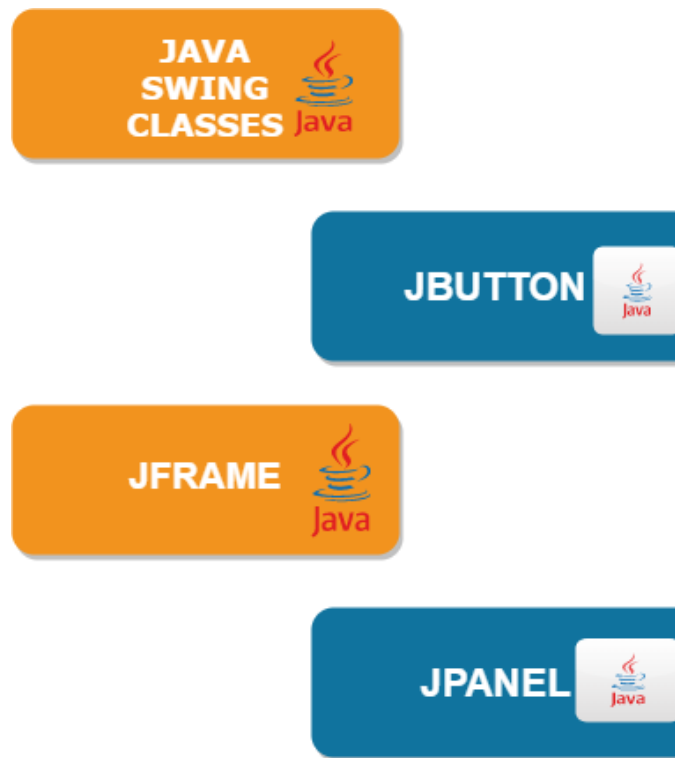 JAVA
SWING
CLASSES
Java
JBUTTON
Java
JFRAME
Java
JPANEL
Java